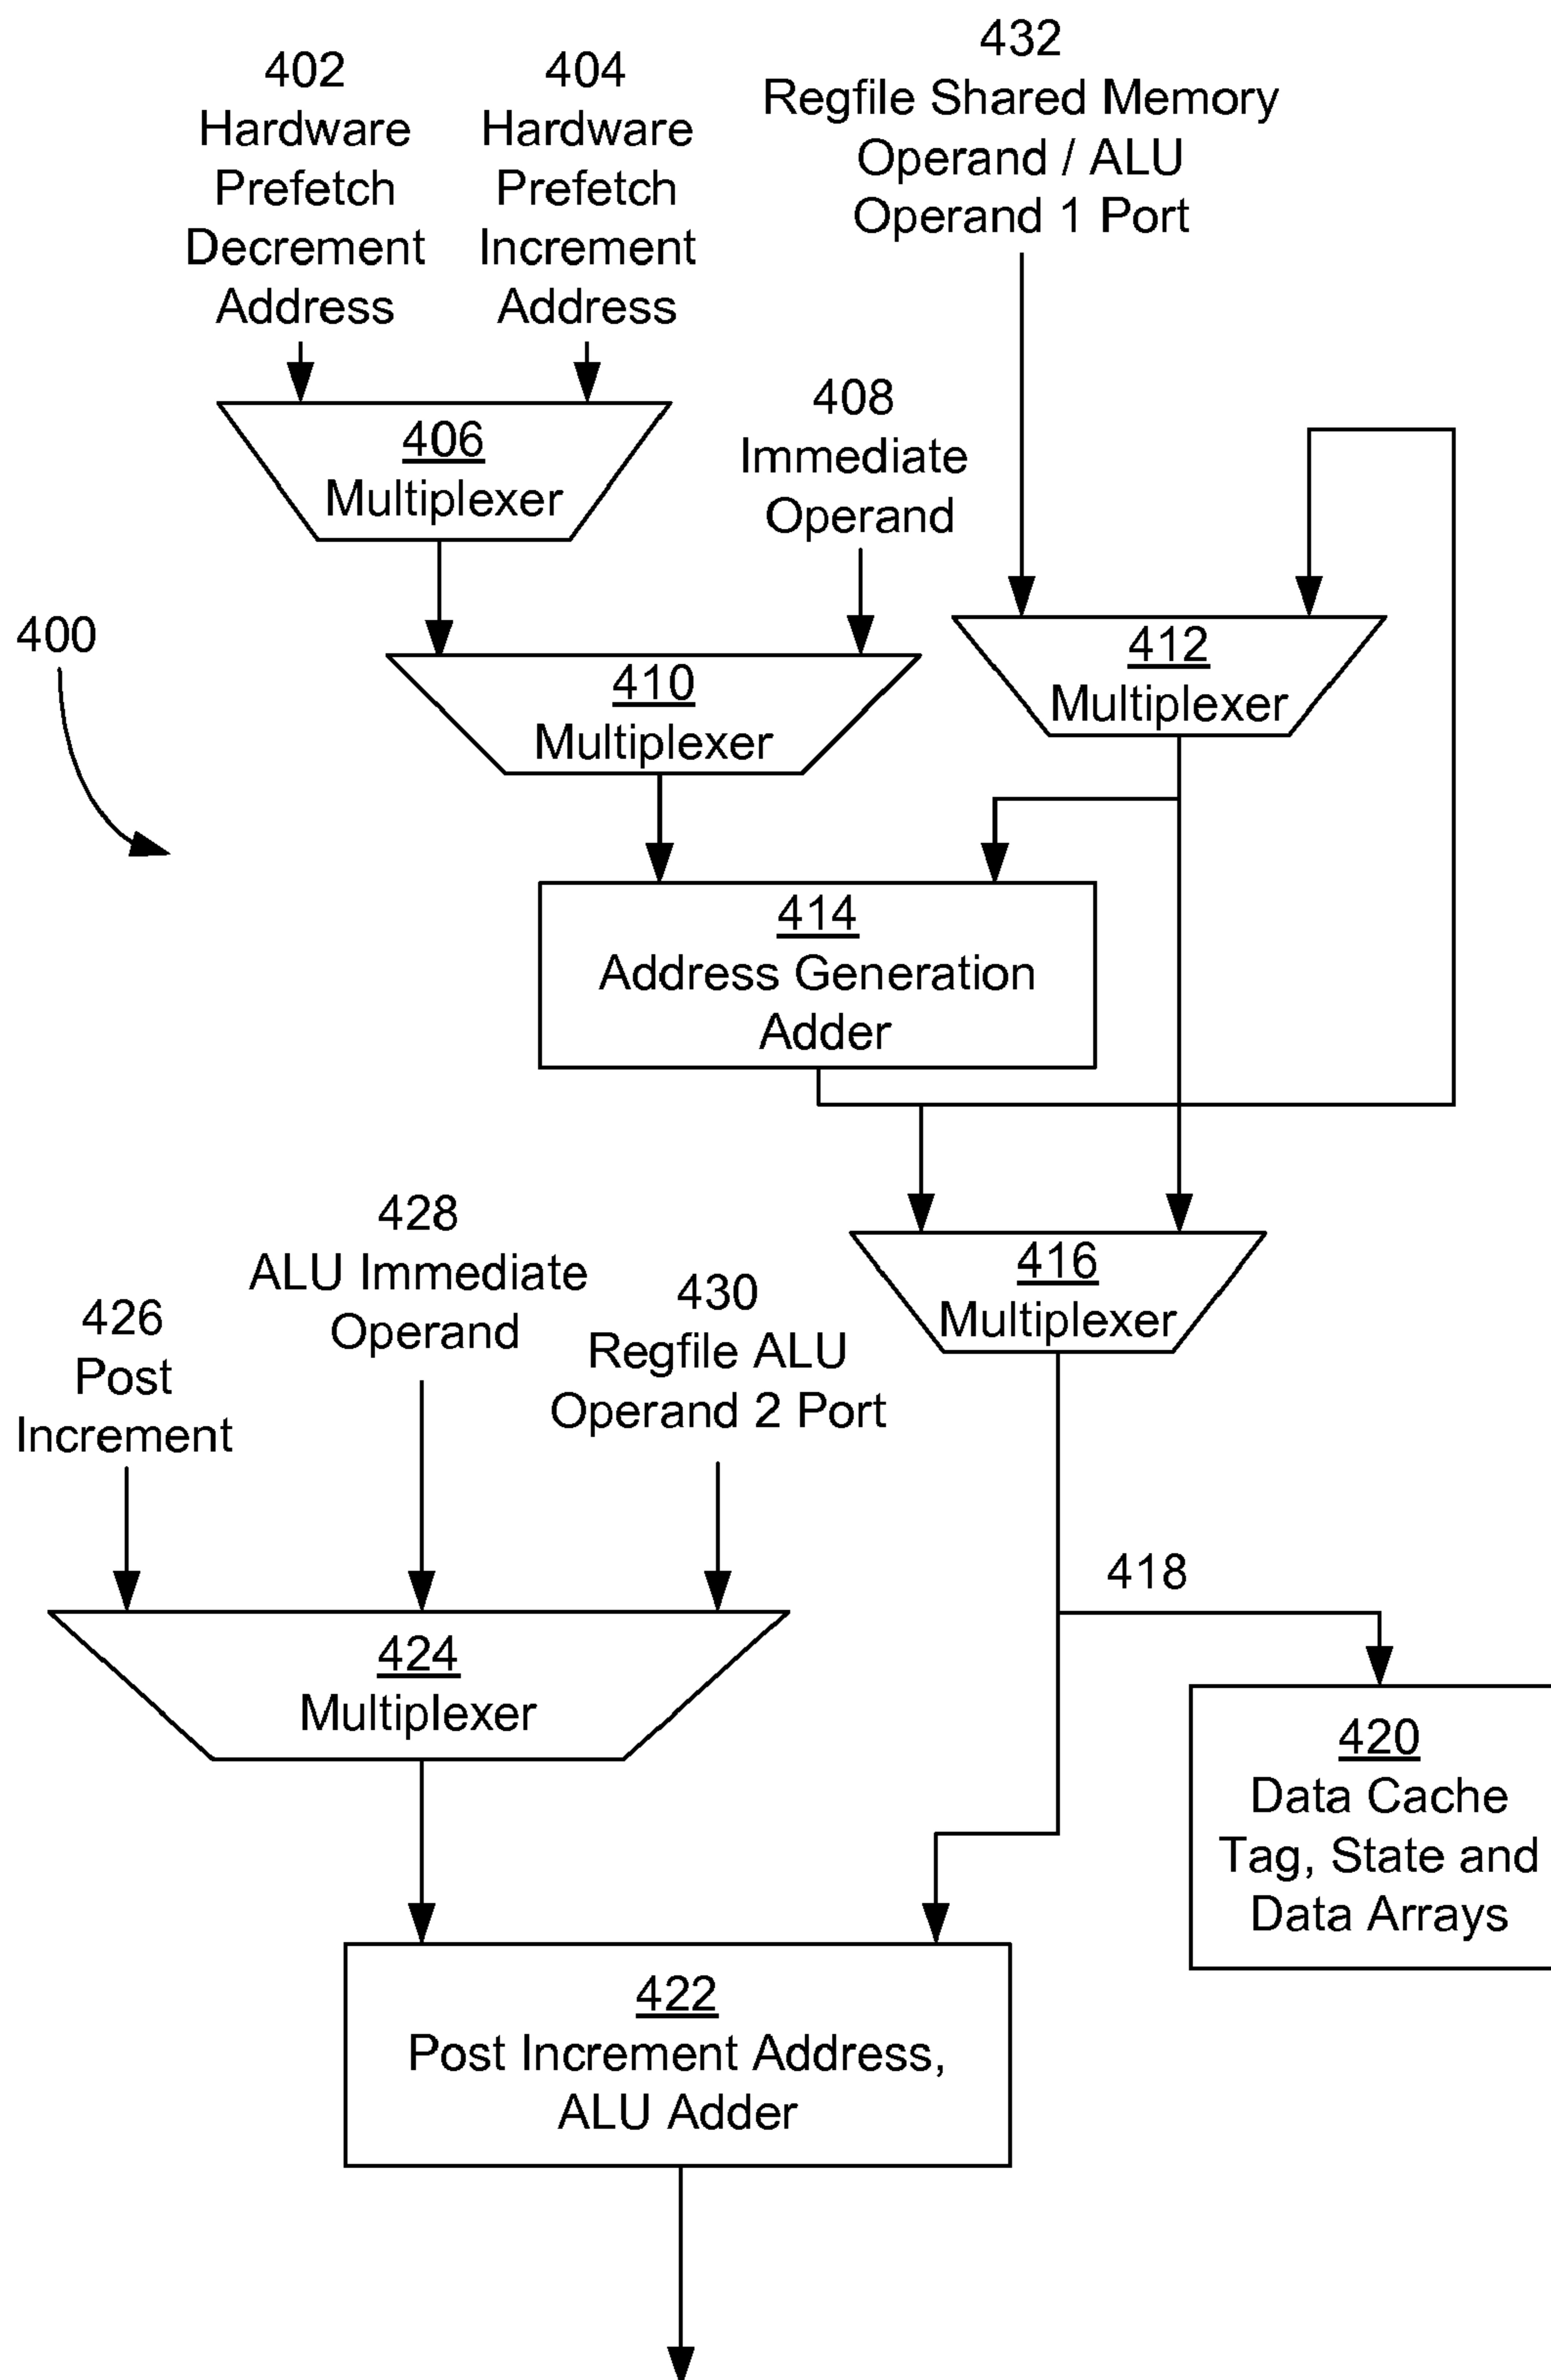 402
Hardware
Prefetch
Decrement
Address
404
Hardware
Prefetch
Increment
Address
432
Regfile Shared Memory
Operand / ALU
Operand 1 Port
406
Multiplexer
408
Immediate
Operand
400
410
Multiplexer
412
Multiplexer
414
Address Generation
Adder
416
Multiplexer
426
Post
Increment
428
ALU Immediate
Operand
430
Regfile ALU
Operand 2 Port
418
424
Multiplexer
420
Data Cache
Tag, State and
Data Arrays
422
Post Increment Address,
ALU Adder